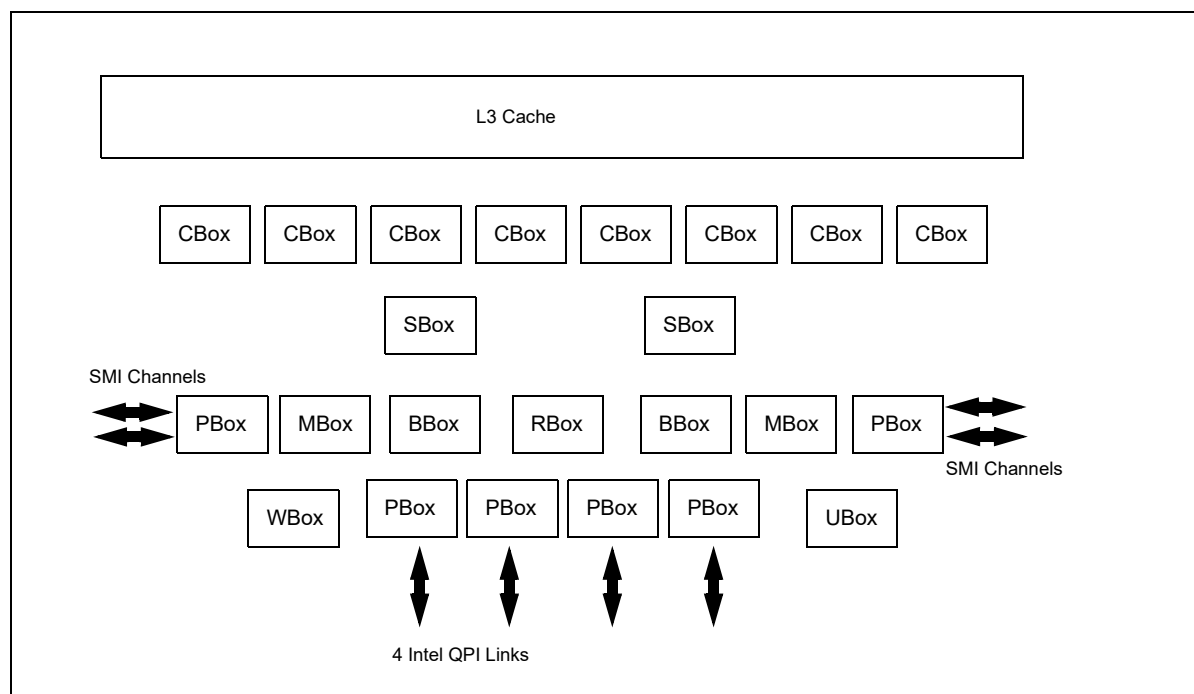 L3 Cache
CBox CBox CBox CBox CBox CBox CBox CBox
SBox SBox
SMI Channels
PBox MBox BBox RBox BBox MBox PBox
SMI Channels
WBox PBox PBox PBox PBox UBox
4 Intel QPI Links